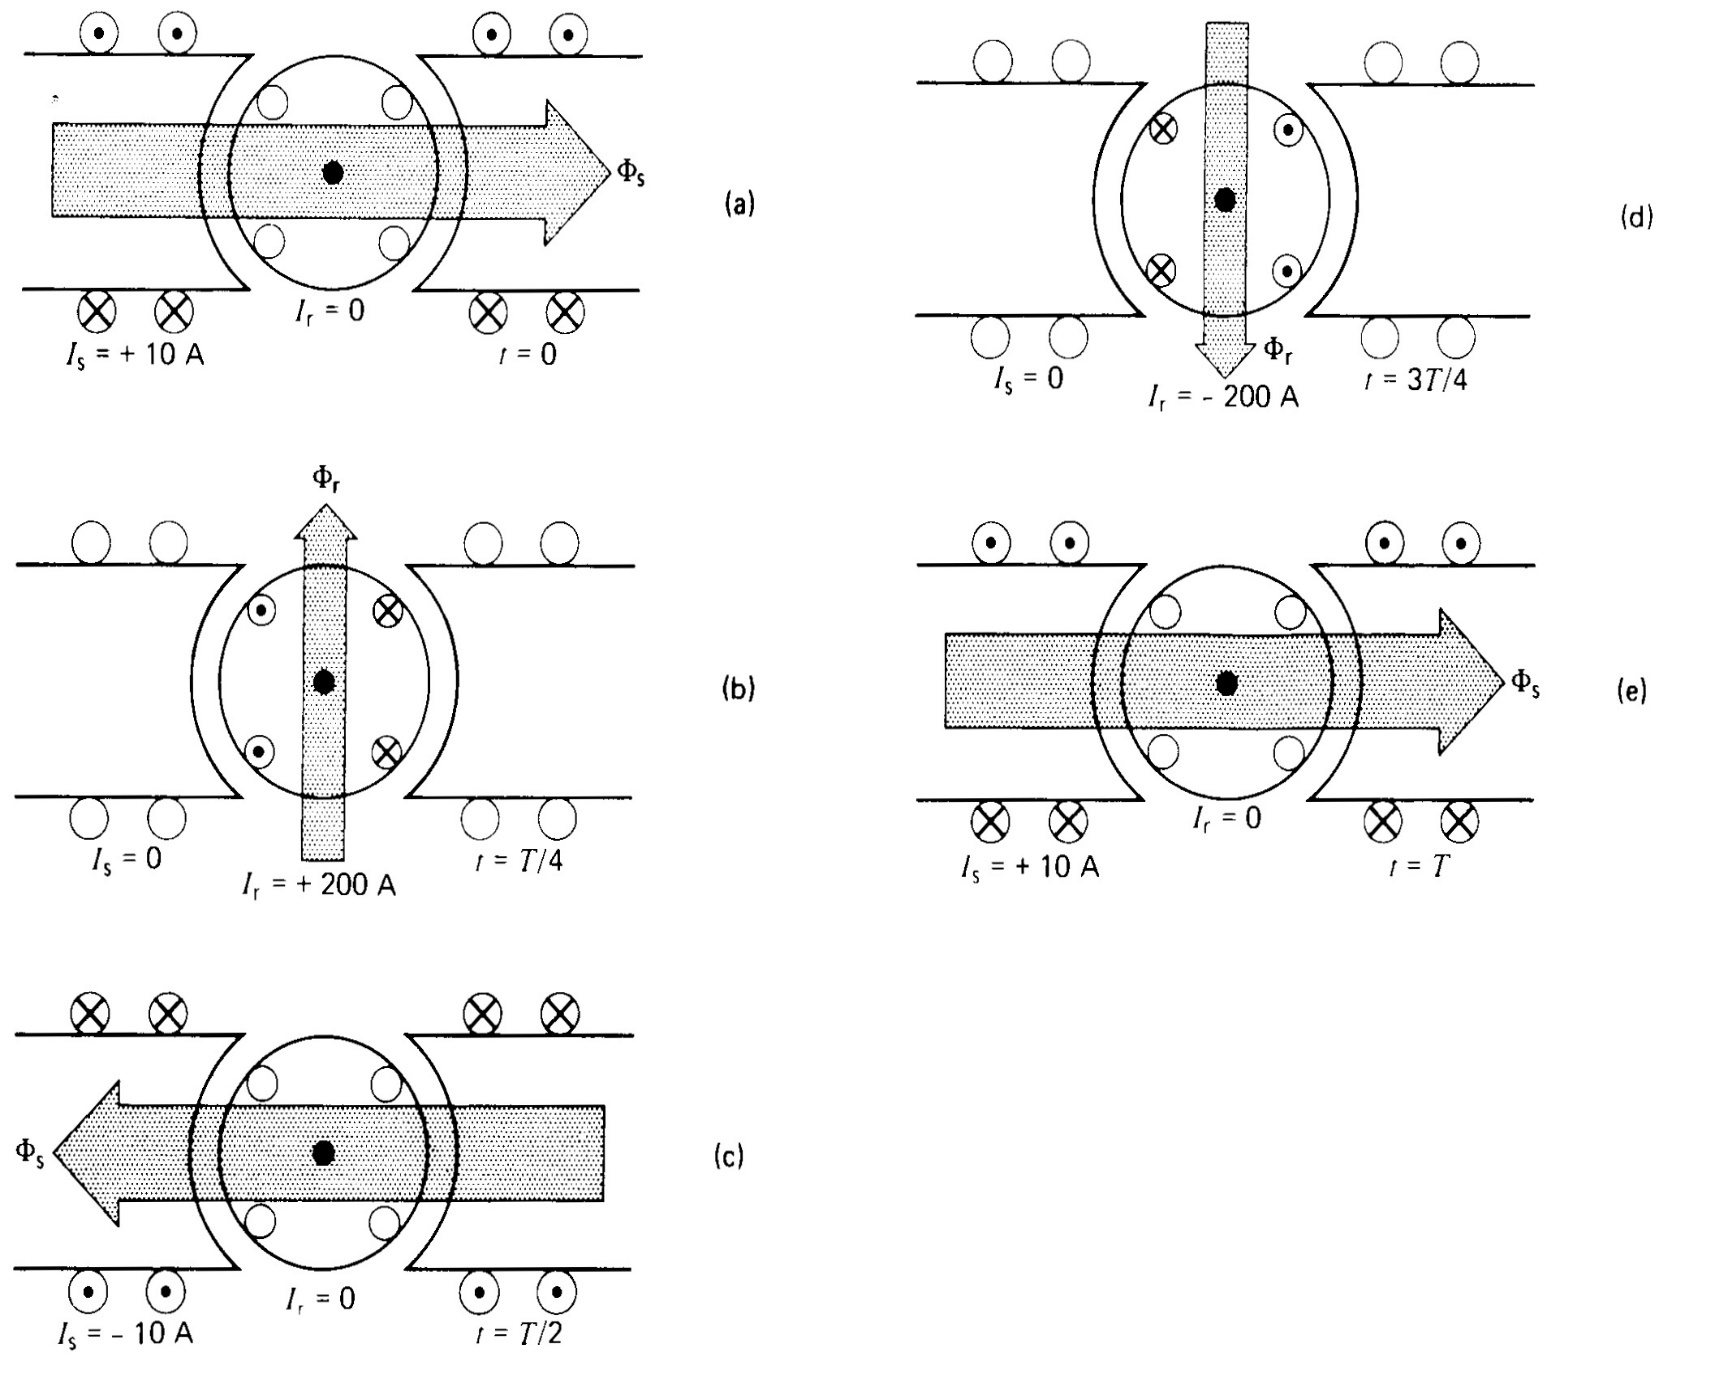 Φs
(a)
Ir = 0
Is = + 10 A
t = 0
Φr
(b)
Is = 0
t = T/4
Ir = + 200 A
Φs
(c)
Ir = 0
Is = - 10 A
t = T/2
(d)
Φr
Is = 0
t = 3T/4
Ir = - 200 A
Φs
(e)
Ir = 0
Is = + 10 A
t = T